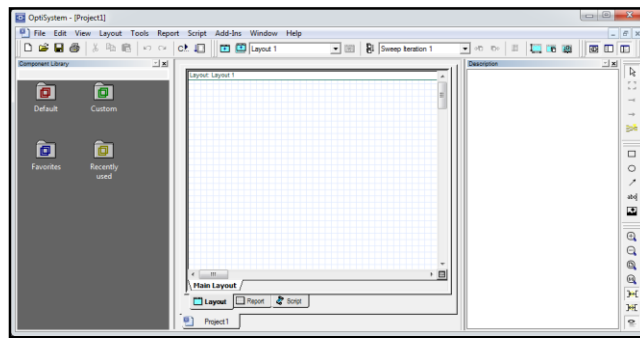 OptiSystem - [Project1]
File Edit View Layout Tools Report Script Add-Ins Window Help
Layout 1
Sweep Iteration 1
Component Library
Description
Layout: Layout 1
Default
Custom
Favorites
Recently
used
Main Layout
Layout
Report
Script
Project1